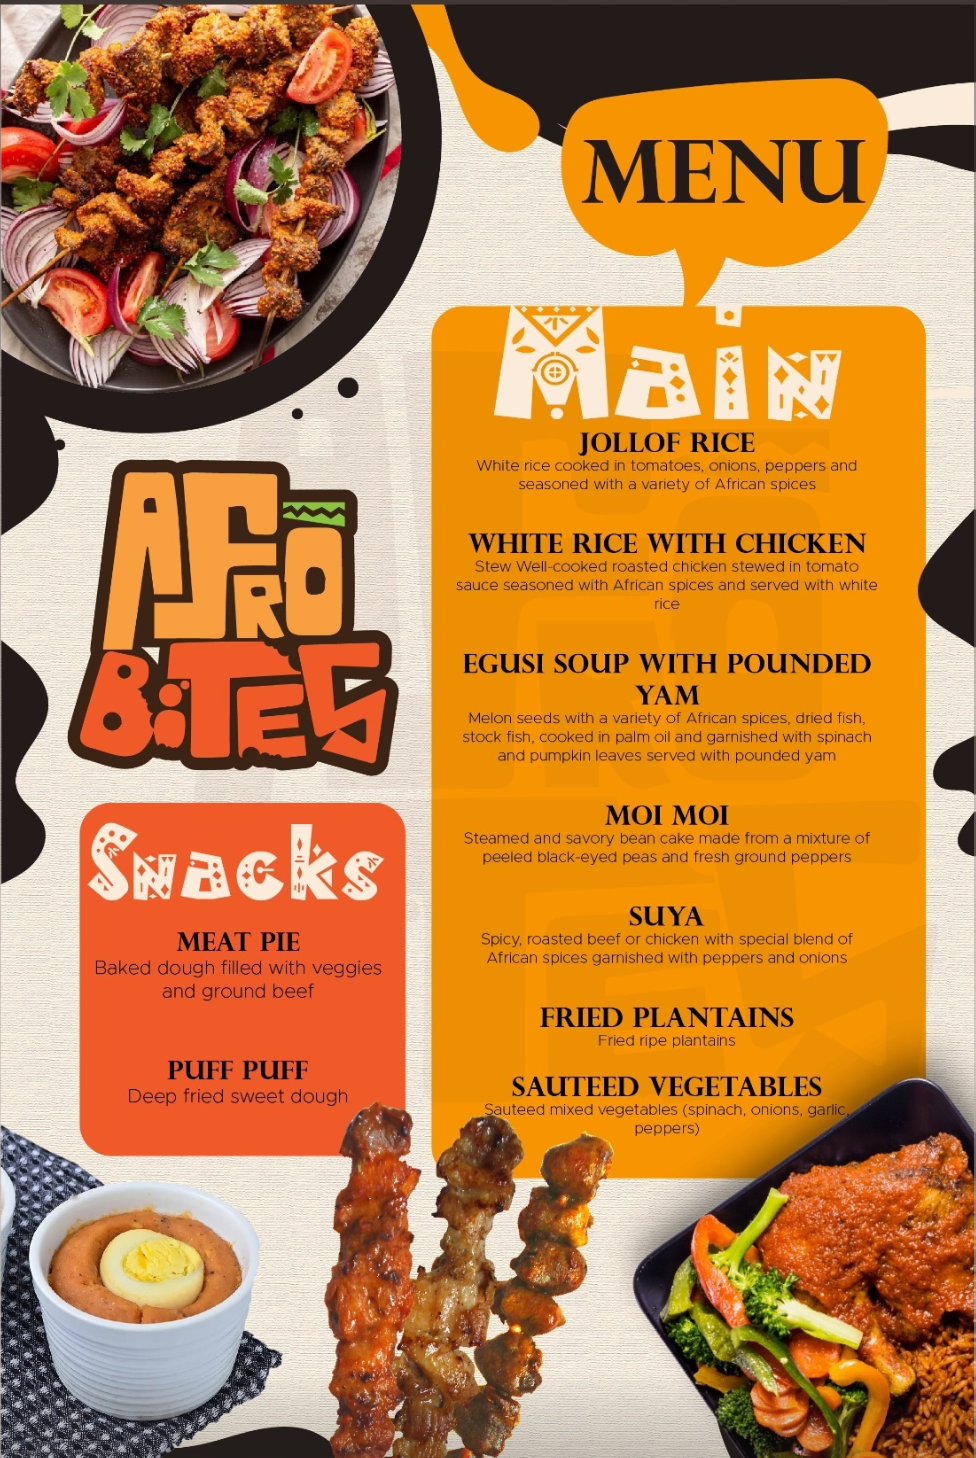 MENU
AFRO
BITES
Main
JOLLOF RICE
White rice cooked in tomatoes, onions, peppers and
seasoned with a variety of African spices
WHITE RICE WITH CHICKEN
Stew Well-cooked roasted chicken stewed in tomato
sauce seasoned with African spices and served with white
rice
EGUSI SOUP WITH POUNDED
YAM
Melon seeds with a variety of African spices, dried fish,
stock fish, cooked in palm oil and garnished with spinach
and pumpkin leaves served with pounded yam
MOI MOI
Steamed and savory bean cake made from a mixture of
peeled black-eyed peas and fresh ground peppers
SUYA
Spicy, roasted beef or chicken with special blend of
African spices garnished with peppers and onions
FRIED PLANTAINS
Fried ripe plantains
SAUTEED VEGETABLES
Sauteed mixed vegetables (spinach, onions, garlic,
peppers)
Snacks
MEAT PIE
Baked dough filled with veggies
and ground beef
PUFF PUFF
Deep fried sweet dough